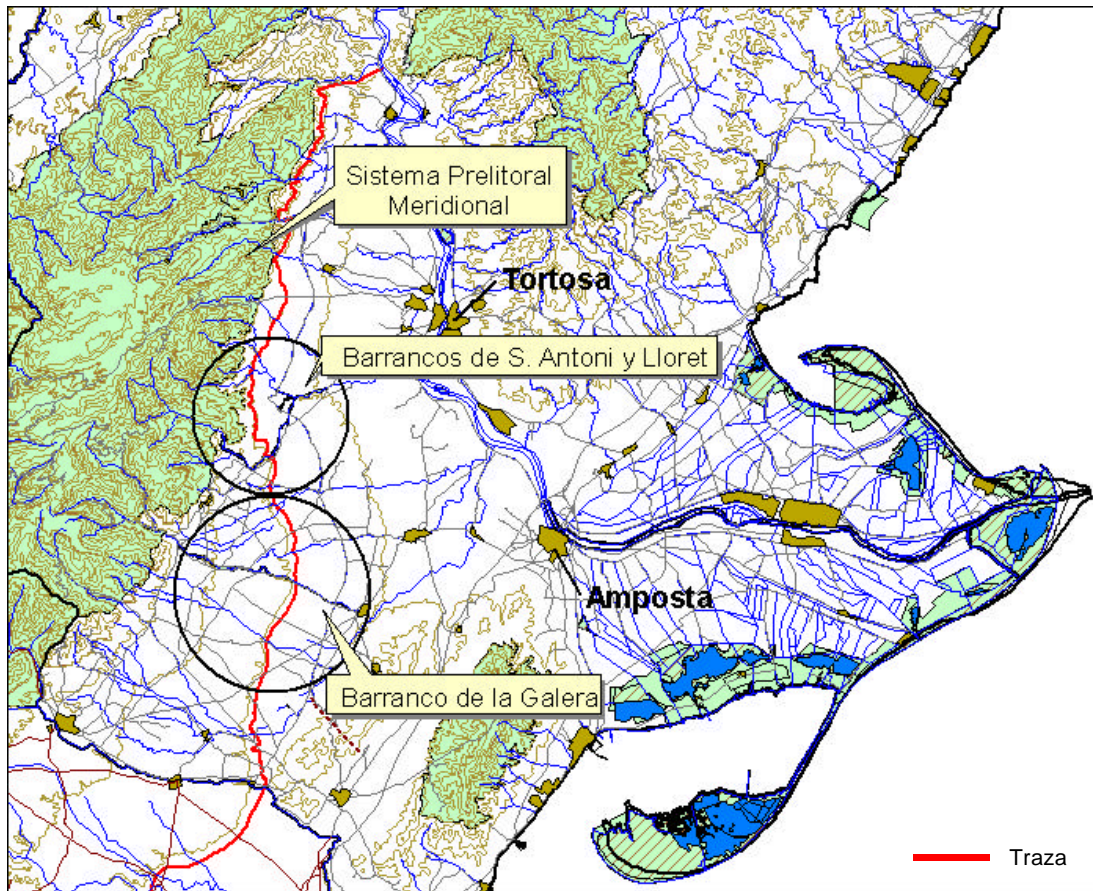 Sistema Prelitoral
Meridional
Tortosa
Barrancos de S. Antoni y Lloret
Amposta
Barranco de la Galera
Traza